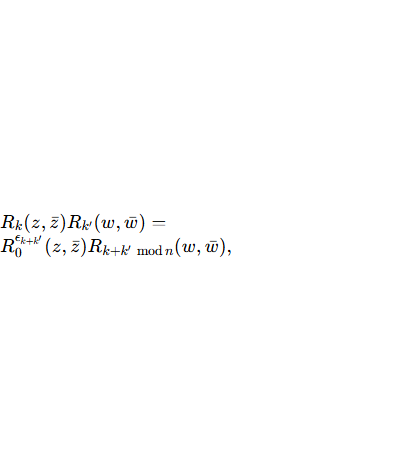 R_k(z, \bar{z})R_{k'}(w, \bar{w}) =
R_0^{\epsilon_{k+k'}}(z, \bar{z})R_{k+k' \bmod n}(w, \bar{w}),